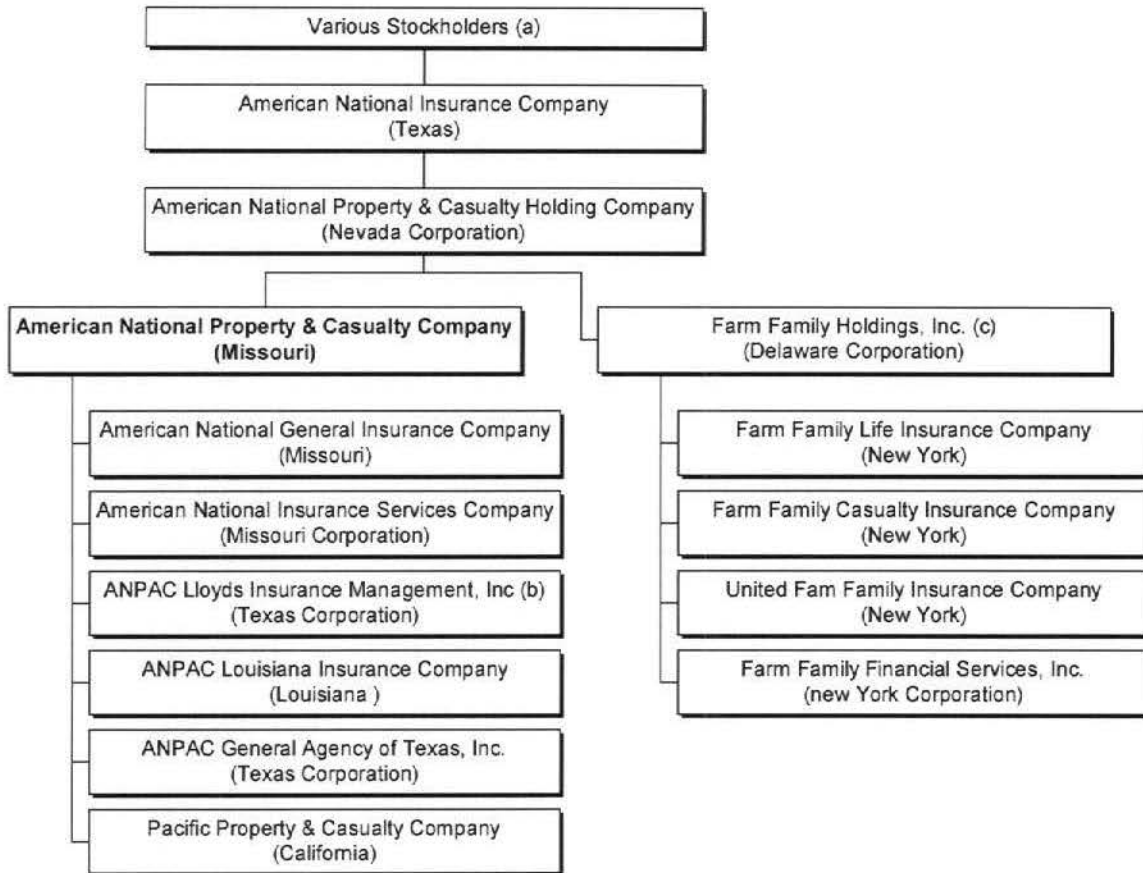 Various Stockholders (a)
American National Insurance Company
(Texas)
American National Property & Casualty Holding Company
(Nevada Corporation)
American National Property & Casualty Company
(Missouri)
American National General Insurance Company
(Missouri)
American National Insurance Services Company
(Missouri Corporation)
ANPAC Lloyds Insurance Management, Inc (b)
(Texas Corporation)
ANPAC Louisiana Insurance Company
(Louisiana )
ANPAC General Agency of Texas, Inc.
(Texas Corporation)
Pacific Property & Casualty Company
(California)
Farm Family Holdings, Inc. (c)
(Delaware Corporation)
Farm Family Life Insurance Company
(New York)
Farm Family Casualty Insurance Company
(New York)
United Fam Family Insurance Company
(New York)
Farm Family Financial Services, Inc.
(new York Corporation)